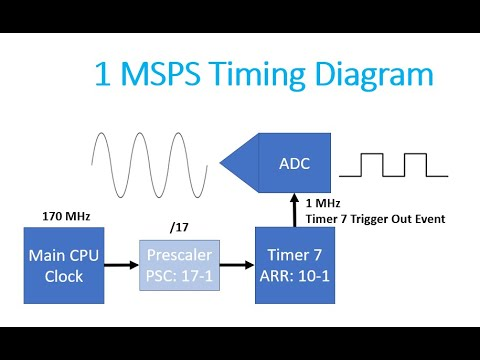 1 MSPS Timing Diagram
ADC
1 MHz
Timer 7 Trigger Out Event
170 MHz
/17
Main CPU
Clock
Prescaler
PSC: 17-1
Timer 7
ARR: 10-1